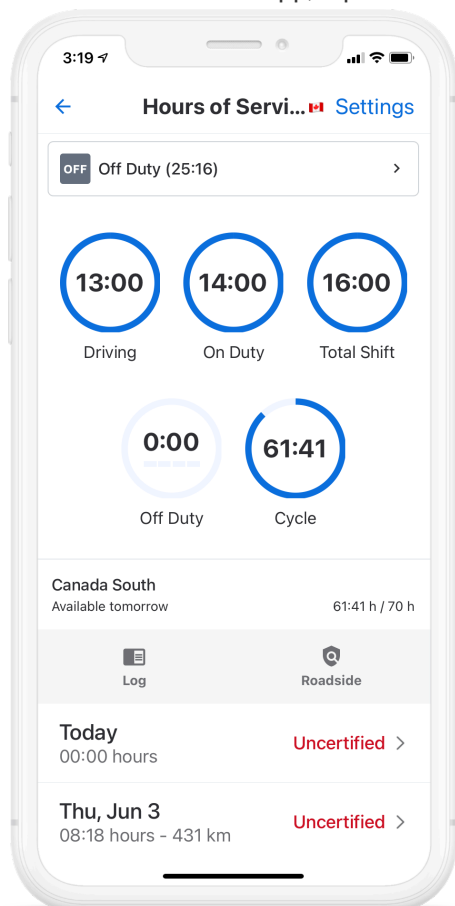 3:19
Hours of Servi... Settings
OFF Off Duty (25:16)
13:00 14:00 16:00
Driving On Duty Total Shift
0:00 61:41
Off Duty Cycle
Canada South
Available tomorrow 61:41 h / 70 h
Log Roadside
Today
00:00 hours
Uncertified
Thu, Jun 3
08:18 hours - 431 km
Uncertified